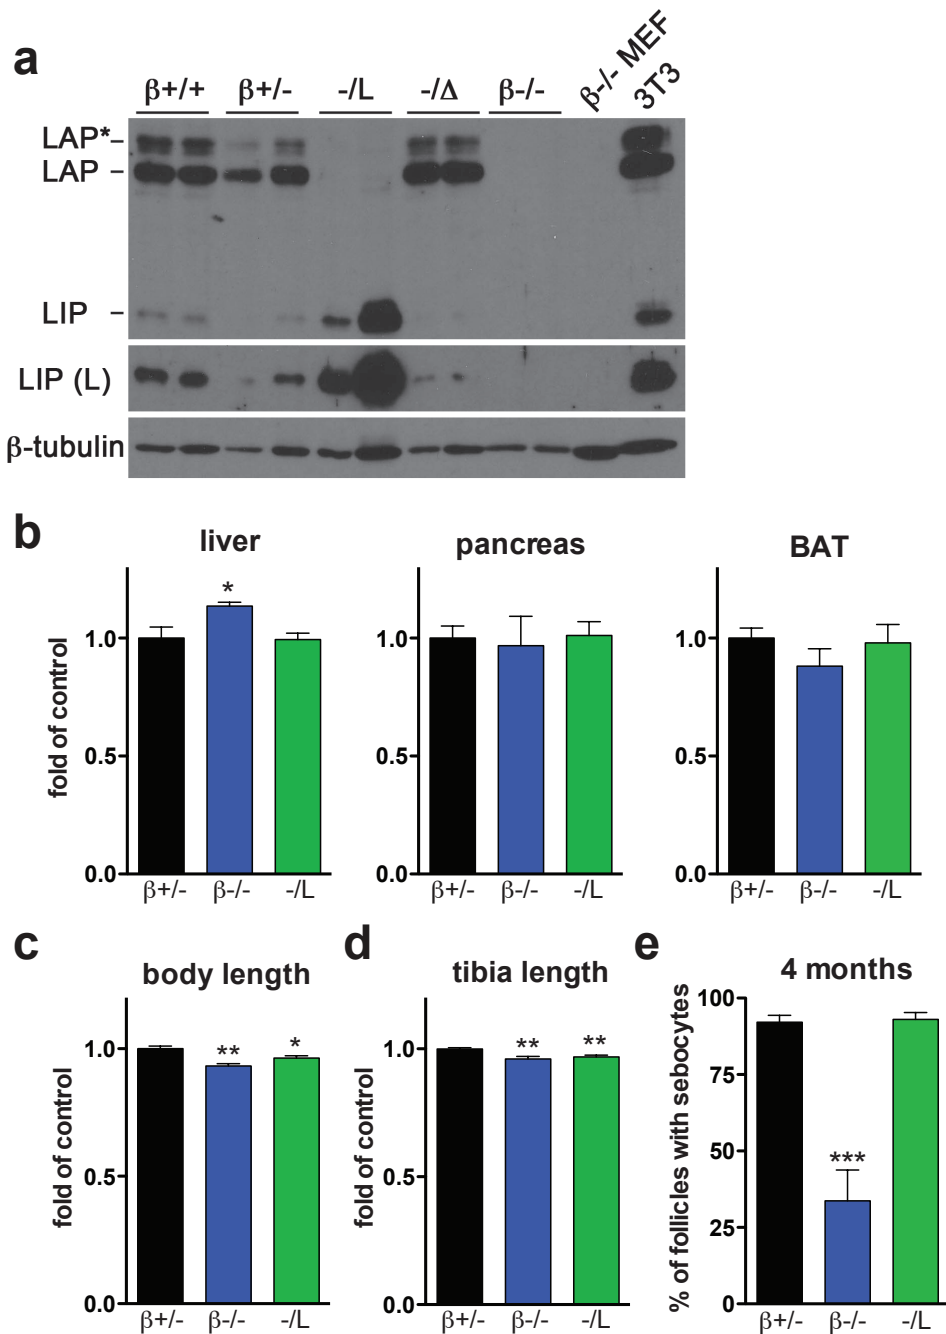 a
β+/+ β+/- -/L -/Δ β-/- β-/- MEF 3T3
LAP*
LAP
LIP
LIP (L)
β-tubulin
b
liver
pancreas
BAT
fold of control
1.0
0.5
0.0
*
β+/- β-/- -/L
1.0
0.5
0.0
β+/- β-/- -/L
1.0
0.5
0.0
β+/- β-/- -/L
c
body length
fold of control
1.0
0.5
0.0
** *
β+/- β-/- -/L
d
tibia length
fold of control
1.0
0.5
0.0
** **
β+/- β-/- -/L
e
4 months
% of follicles with sebocytes
100
75
50
25
0
***
β+/- β-/- -/L